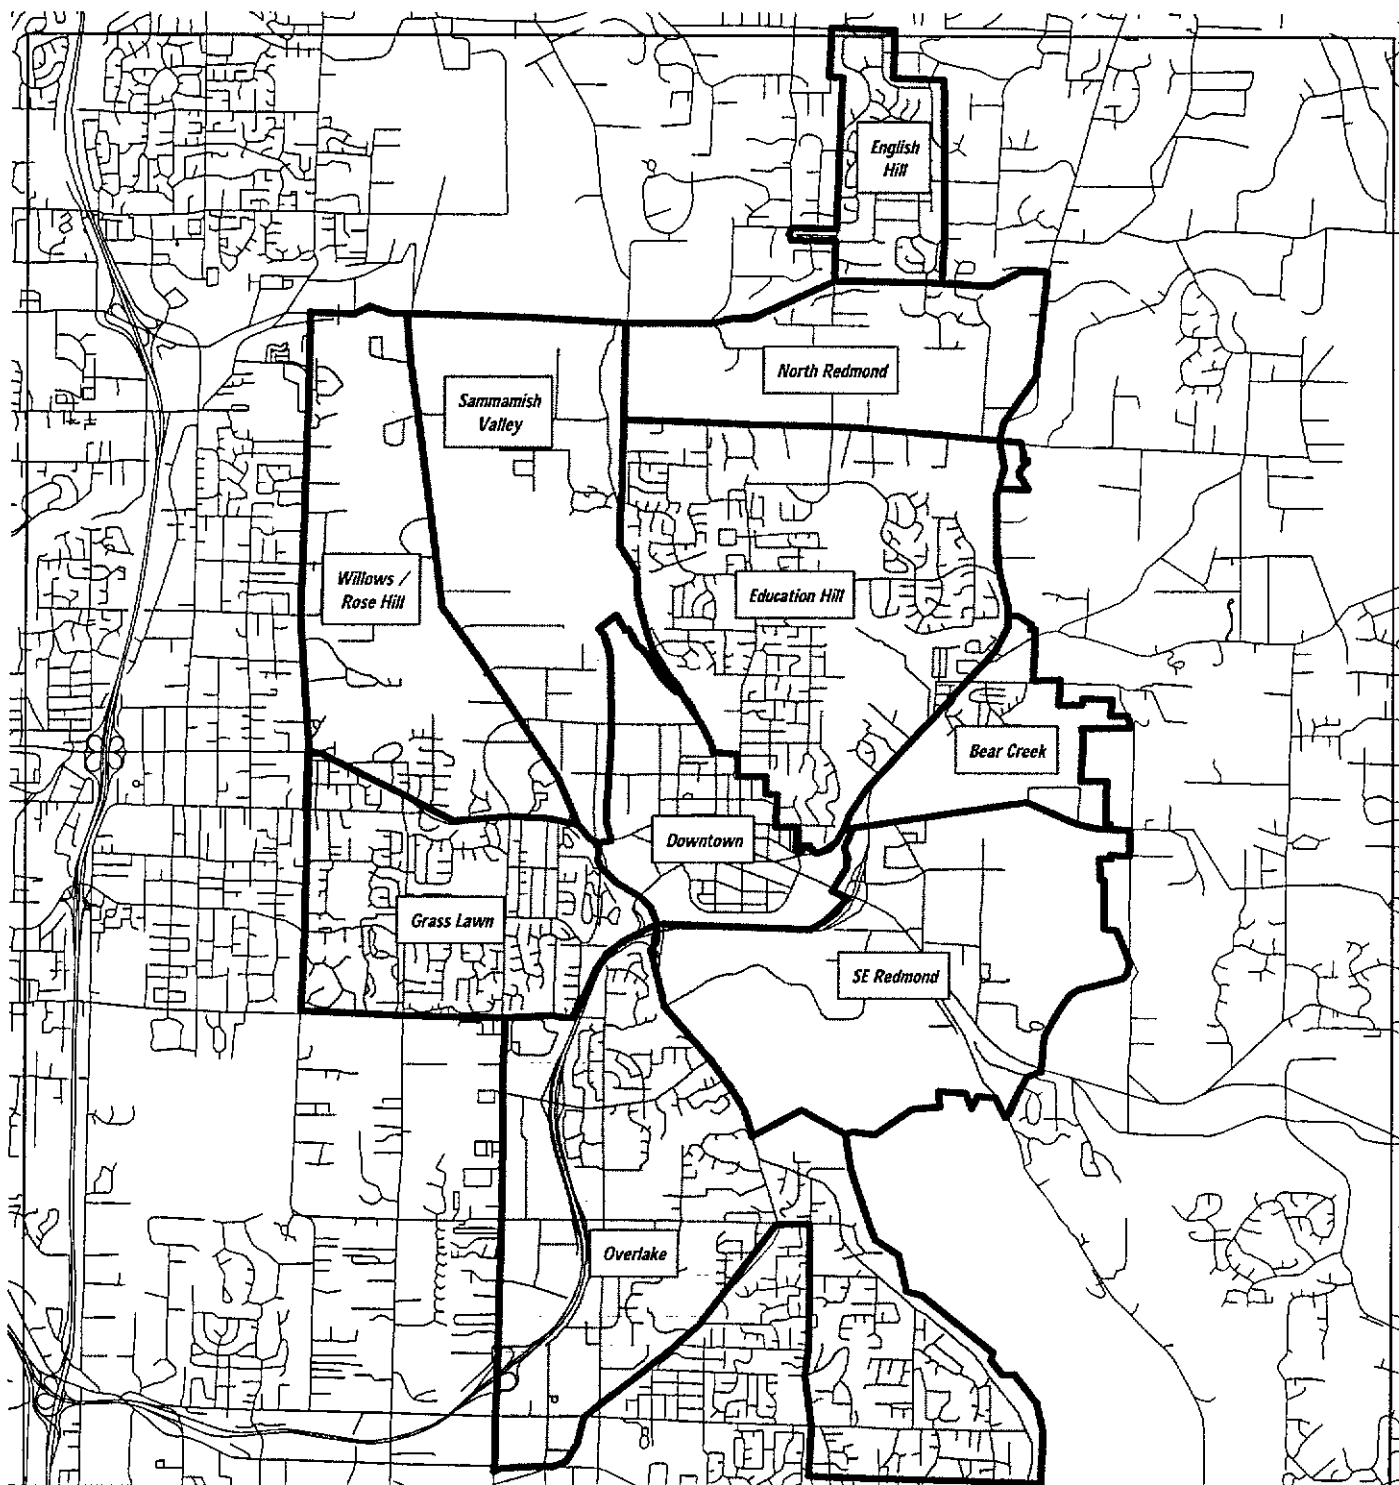 English
Hill
North Redmond
Sammamish
Valley
Willows /
Rose Hill
Education Hill
Bear Creek
Downtown
Grass Lawn
SE Redmond
Overlake